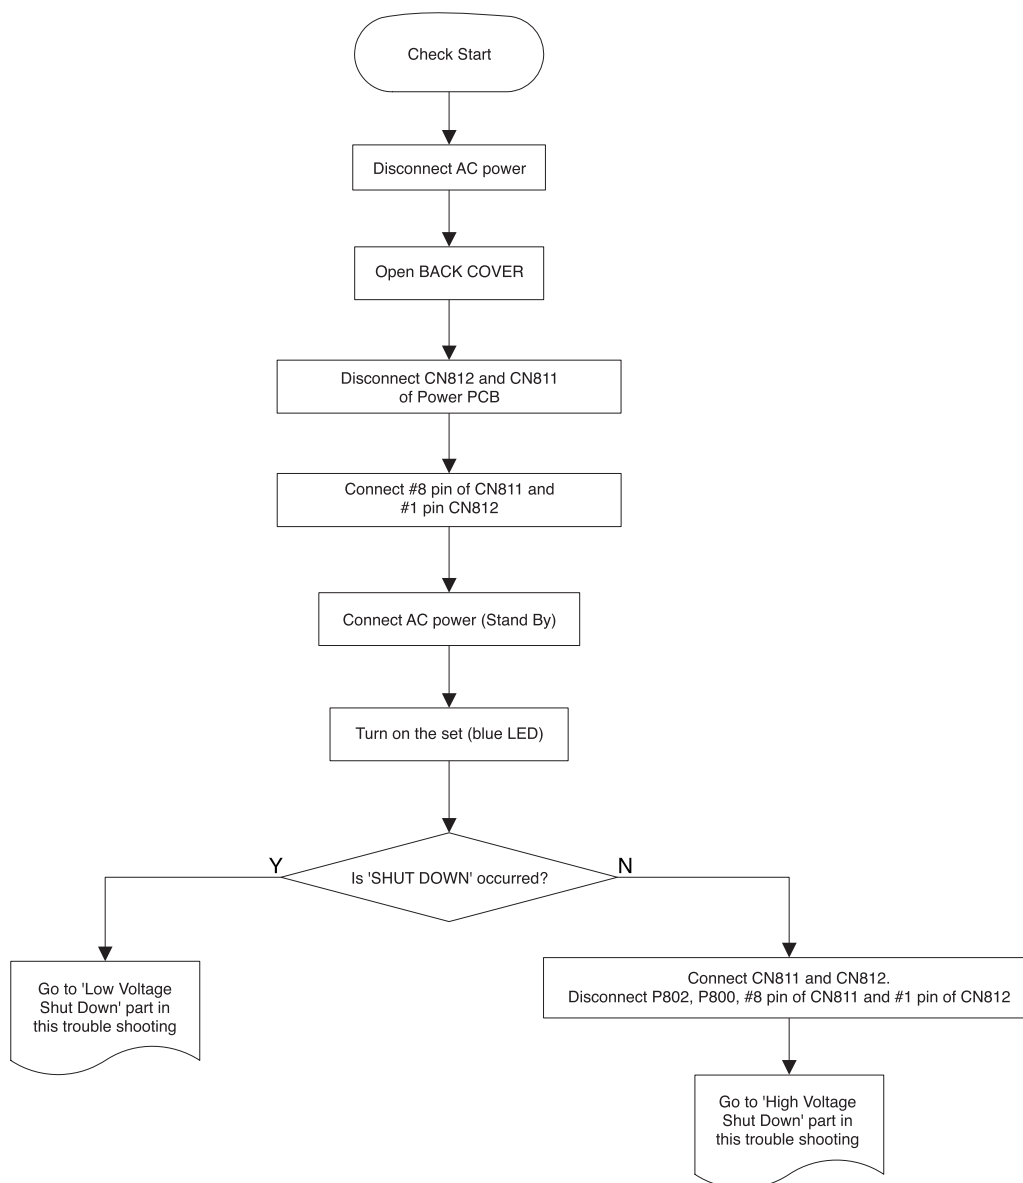 Check Start
Disconnect AC power
Open BACK COVER
Disconnect CN812 and CN811
of Power PCB
Connect #8 pin of CN811 and
#1 pin CN812
Connect AC power (Stand By)
Turn on the set (blue LED)
Is 'SHUT DOWN' occurred?
Y
N
Go to 'Low Voltage
Shut Down' part in
this trouble shooting
Connect CN811 and CN812.
Disconnect P802, P800, #8 pin of CN811 and #1 pin of CN812
Go to 'High Voltage
Shut Down' part in
this trouble shooting